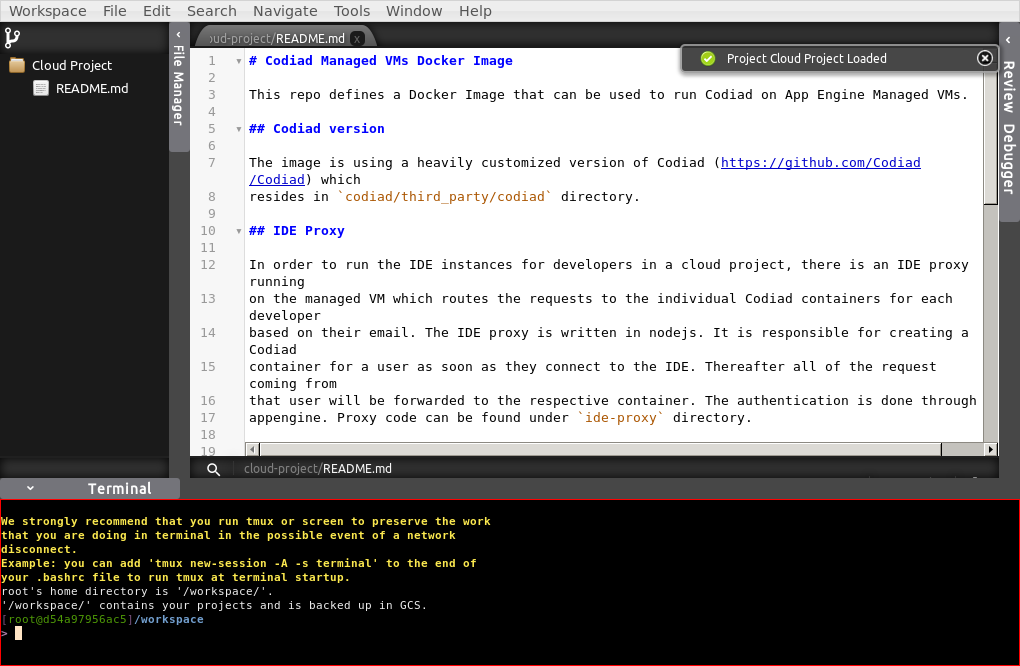 Workspace File Edit Search Navigate Tools Window Help
Cloud Project
README.md
File Manager
oud-project/README.md x
Project Cloud Project Loaded
1 # Codiad Managed VMs Docker Image
2
3 This repo defines a Docker Image that can be used to run Codiad on App Engine Managed VMs.
4
5 ## Codiad version
6
7 The image is using a heavily customized version of Codiad (https://github.com/Codiad
/Codiad) which
8 resides in `codiad/third_party/codiad` directory.
9
10 ## IDE Proxy
11
12 In order to run the IDE instances for developers in a cloud project, there is an IDE proxy
running
13 on the managed VM which routes the requests to the individual Codiad containers for each
developer
14 based on their email. The IDE proxy is written in nodejs. It is responsible for creating a
Codiad
15 container for a user as soon as they connect to the IDE. Thereafter all of the request
coming from
16 that user will be forwarded to the respective container. The authentication is done through
17 appengine. Proxy code can be found under `ide-proxy` directory.
18
19
Review Debugger
cloud-project/README.md
Terminal
We strongly recommend that you run tmux or screen to preserve the work
that you are doing in terminal in the possible event of a network
disconnect.
Example: you can add 'tmux new-session -A -s terminal' to the end of
your .bashrc file to run tmux at terminal startup.
root's home directory is '/workspace/'.
'/workspace/' contains your projects and is backed up in GCS.
[root@d54a97956ac5]/workspace
>